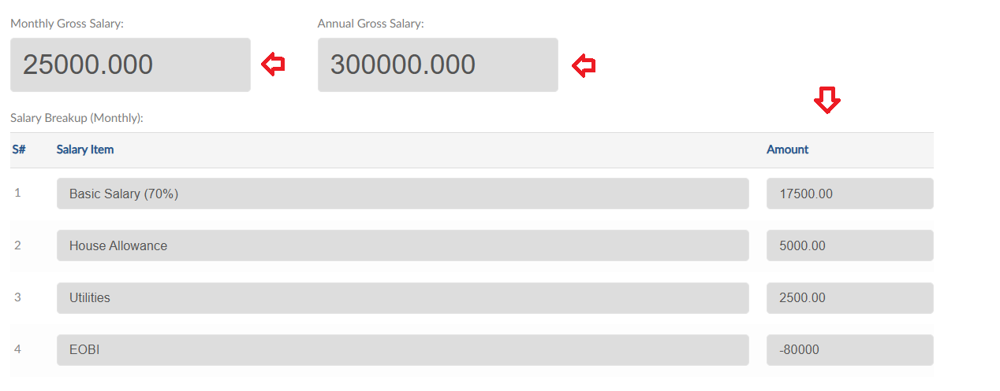 Monthly Gross Salary: Annual Gross Salary:
25000.000 300000.000
Salary Breakup (Monthly):
S# Salary Item Amount
1 Basic Salary (70%) 17500.00
2 House Allowance 5000.00
3 Utilities 2500.00
4 EOBI -80000